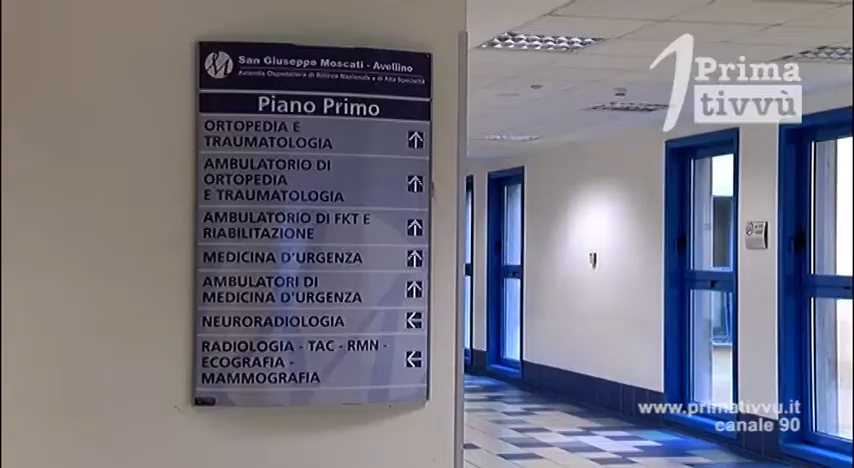 San Giuseppe Moscati - Avellino
Azienda Ospedaliera di Rilievo Nazionale e di Alta Specialità
Piano Primo
ORTOPEDIA E
TRAUMATOLOGIA
AMBULATORIO DI
ORTOPEDIA
E TRAUMATOLOGIA
AMBULATORIO DI FKT E
RIABILITAZIONE
MEDICINA D'URGENZA
AMBULATORI DI
MEDICINA D'URGENZA
NEURORADIOLOGIA
RADIOLOGIA - TAC - RMN -
ECOGRAFIA -
MAMMOGRAFIA
1 Prima
tivvù
www.primativvu.it
canale 90